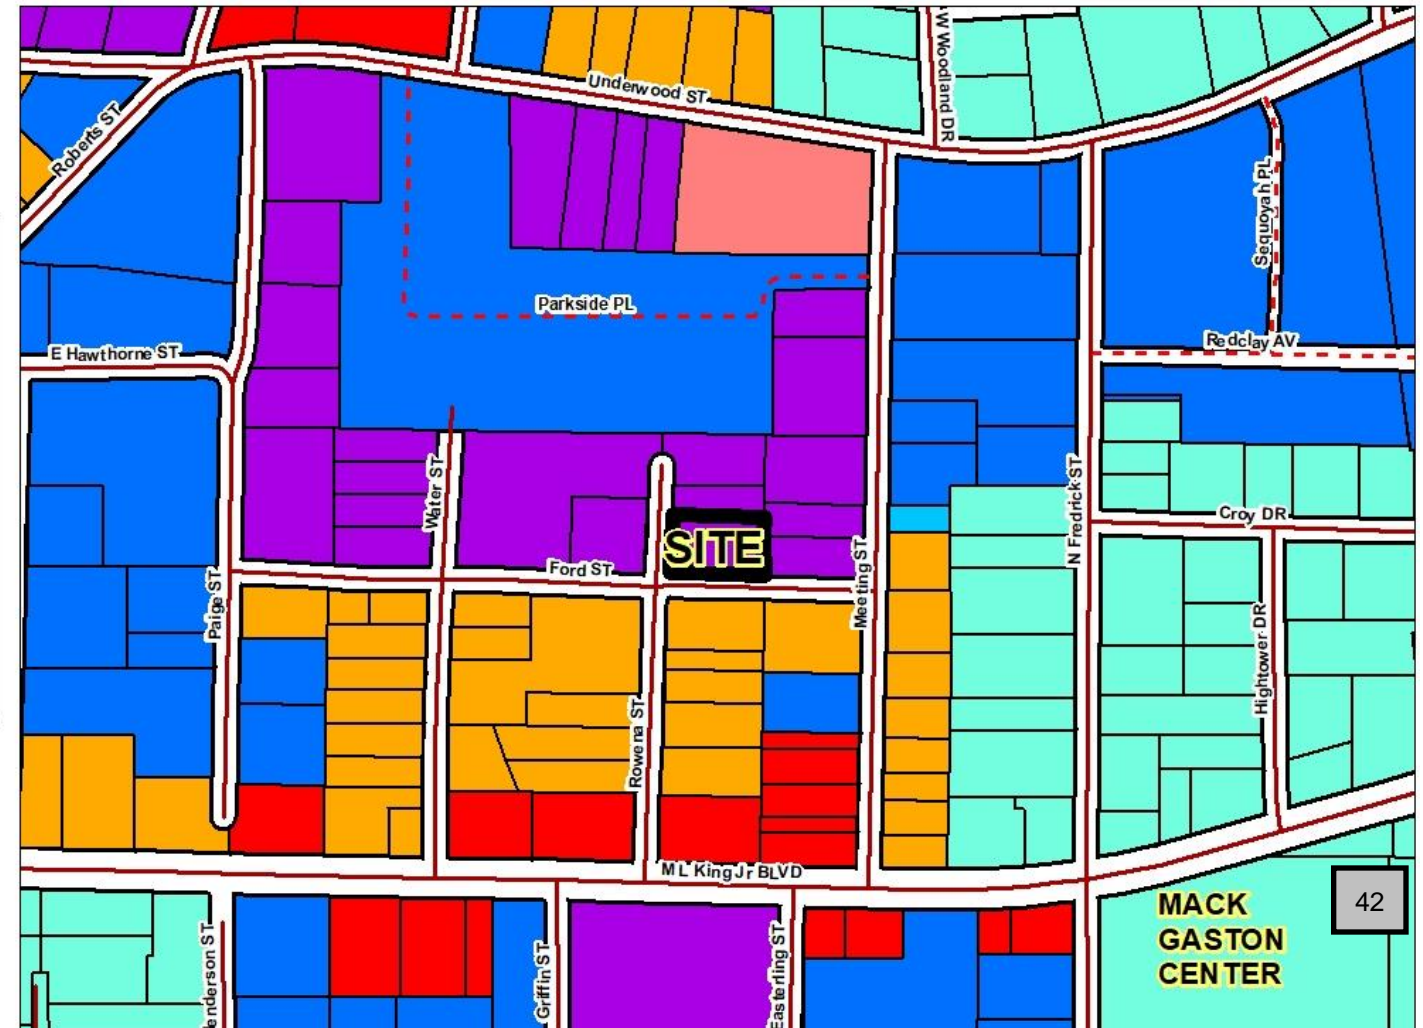 W Woodland DR
Underwood ST
Roberts ST
Sequoyah PL
Parkside PL
Redclay AV
E Hawthorne ST
Water ST
N Fredrick ST
Croy DR
SITE
Ford ST
Meeting ST
Paige ST
Hightower DR
Rowena ST
M L King Jr BLVD
MACK
GASTON
CENTER
42
enderson ST
Griffin ST
Easterling ST